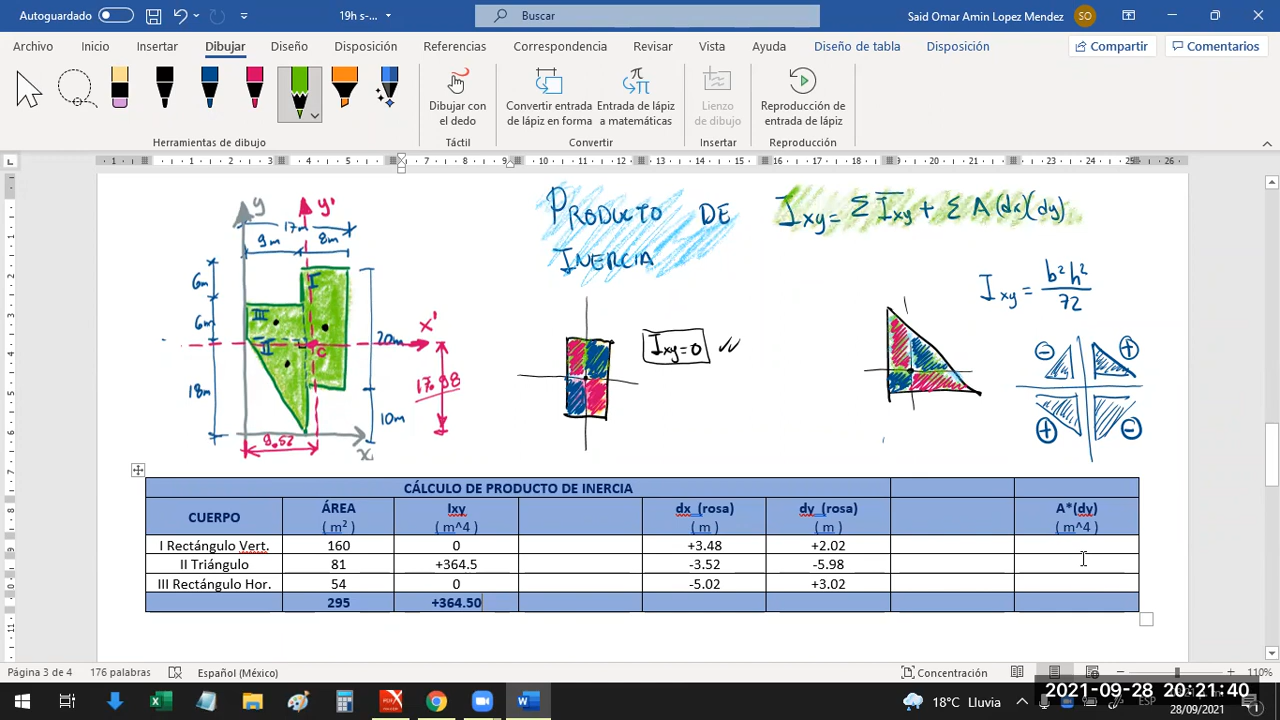 Autoguardado
19h s-...
Buscar
Said Omar Amin Lopez Mendez
SO
Archivo
Inicio
Insertar
Dibujar
Diseño
Disposición
Referencias
Correspondencia
Revisar
Vista
Ayuda
Diseño de tabla
Disposición
Compartir
Comentarios
Dibujar con el dedo
Convertir entrada de lápiz en forma
Entrada de lápiz a matemáticas
Lienzo de dibujo
Reproducción de entrada de lápiz
Herramientas de dibujo
Táctil
Convertir
Insertar
Reproducción
PRODUCTO DE
INERCIA
Ixy = Σ Ixy + Σ A(dx)(dy)
y
y'
17m
9m
8m
6m
I
6m
III
x'
II
c
20m
17.98
18m
10m
9.52
x
Ixy=0
Ixy = b²h²/72
- +
+ -
CÁLCULO DE PRODUCTO DE INERCIA
CUERPO
ÁREA
( m² )
Ixy
( m^4 )
dx (rosa)
( m )
dy (rosa)
( m )
A*(dy)
( m^4 )
I Rectángulo Vert. 160 0 +3.48 +2.02
II Triángulo 81 +364.5 -3.52 -5.98
III Rectángulo Hor. 54 0 -5.02 +3.02
295 +364.50
Página 3 de 4
176 palabras
Español (México)
Concentración
110%
18°C Lluvia
ESP
2021-09-28 20:21:40
28/09/2021